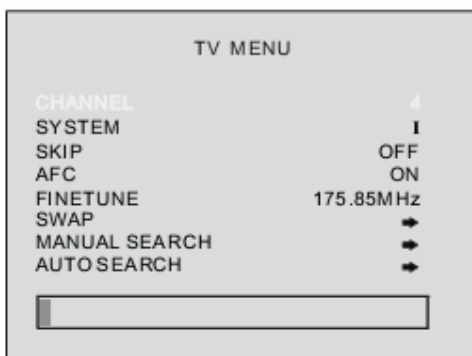 TV MENU
CHANNEL 4
SYSTEM I
SKIP OFF
AFC ON
FINETUNE 175.85MHz
SWAP ➡
MANUAL SEARCH ➡
AUTO SEARCH ➡